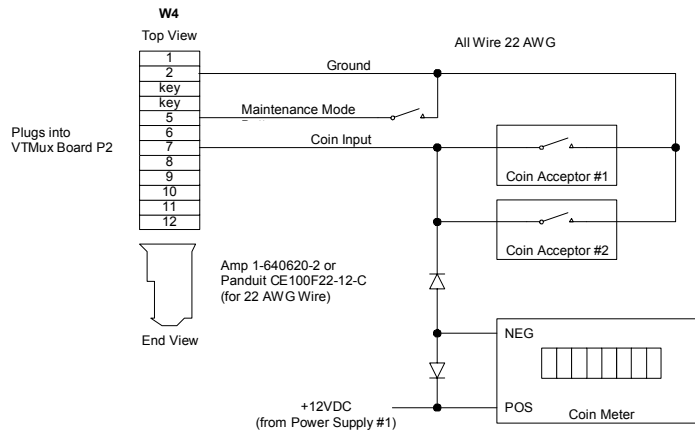 W4
Top View
All Wire 22 AWG
1
2
key
key
5
6
7
8
9
10
11
12
Ground
Maintenance Mode
Coin Input
Plugs into
VTMux Board P2
Coin Acceptor #1
Coin Acceptor #2
Amp 1-640620-2 or
Panduit CE100F22-12-C
(for 22 AWG Wire)
End View
NEG
POS
Coin Meter
+12VDC
(from Power Supply #1)